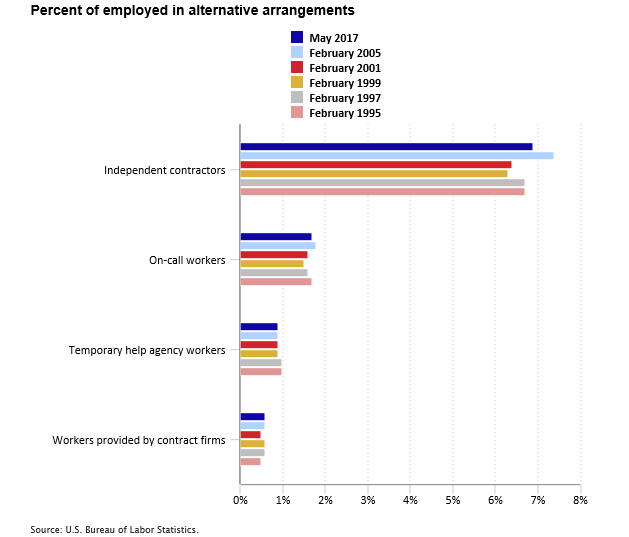 Percent of employed in alternative arrangements
May 2017
February 2005
February 2001
February 1999
February 1997
February 1995
Independent contractors
On-call workers
Temporary help agency workers
Workers provided by contract firms
0% 1% 2% 3% 4% 5% 6% 7% 8%
Source: U.S. Bureau of Labor Statistics.